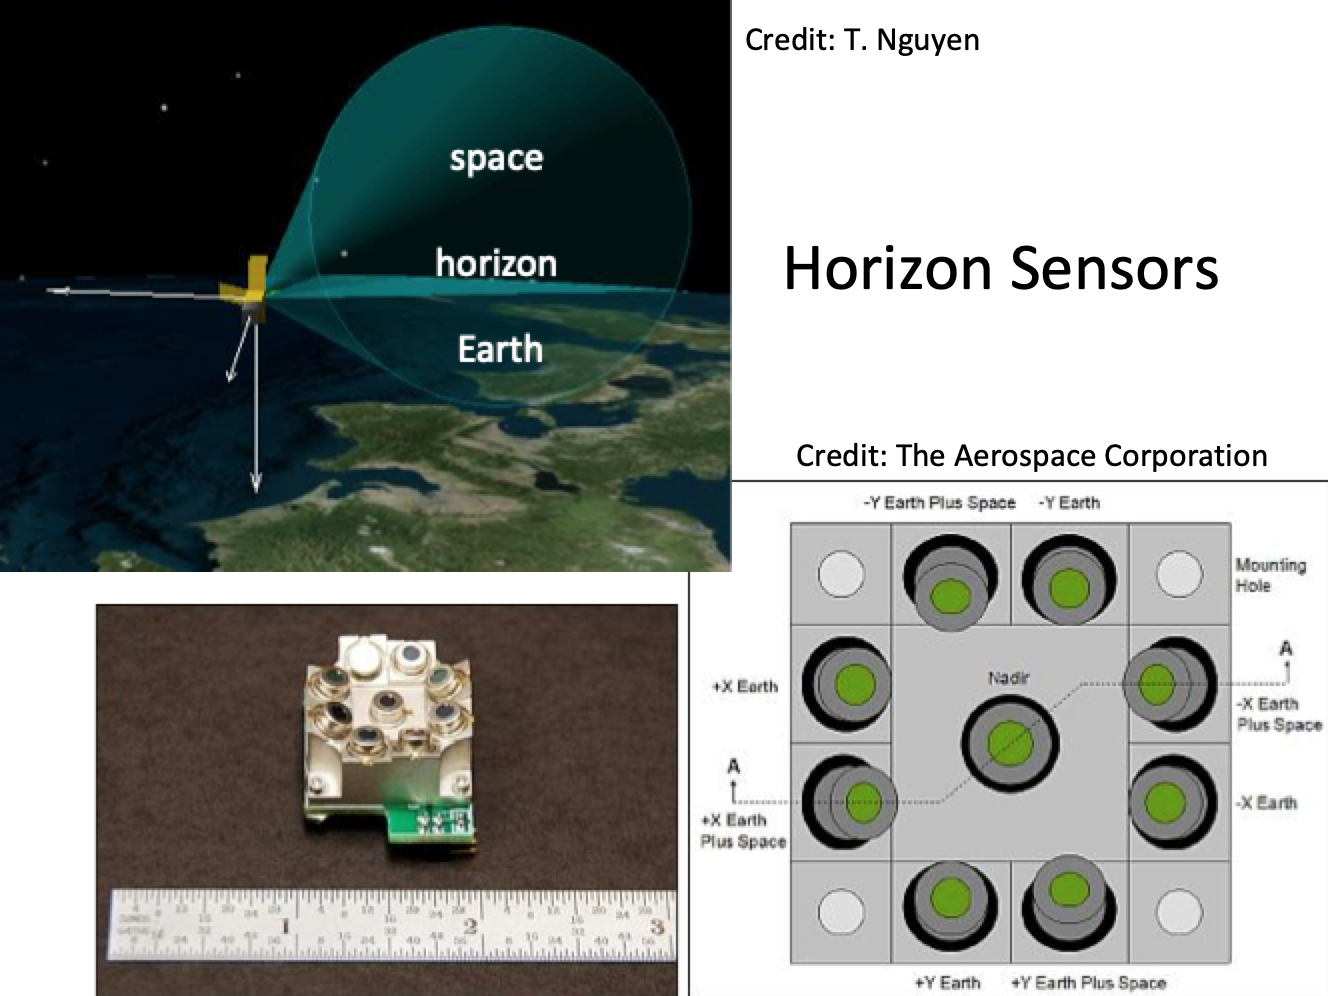 Credit: T. Nguyen
space
horizon
Earth
Horizon Sensors
Credit: The Aerospace Corporation
-Y Earth Plus Space
-Y Earth
Mounting
Hole
A
+X Earth
Nadir
-X Earth
Plus Space
A
+X Earth
Plus Space
-X Earth
+Y Earth
+Y Earth Plus Space
1
2
3